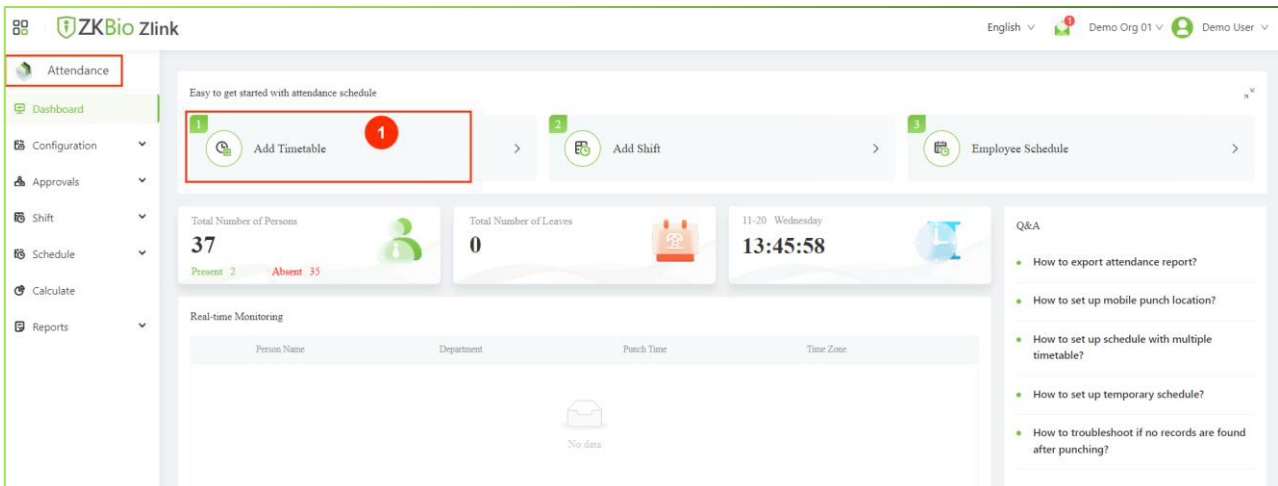 ZKBio Zlink
English
1
Demo Org 01
Demo User
Attendance
Dashboard
Configuration
Approvals
Shift
Schedule
Calculate
Reports
Easy to get started with attendance schedule
1
Add Timetable
1
2
Add Shift
3
Employee Schedule
Total Number of Persons
37
Present 2 Absent 35
Total Number of Leaves
0
11-20 Wednesday
13:45:58
Real-time Monitoring
Person Name Department Punch Time Time Zone
No data
Q&A
How to export attendance report?
How to set up mobile punch location?
How to set up schedule with multiple
timetable?
How to set up temporary schedule?
How to troubleshoot if no records are found
after punching?